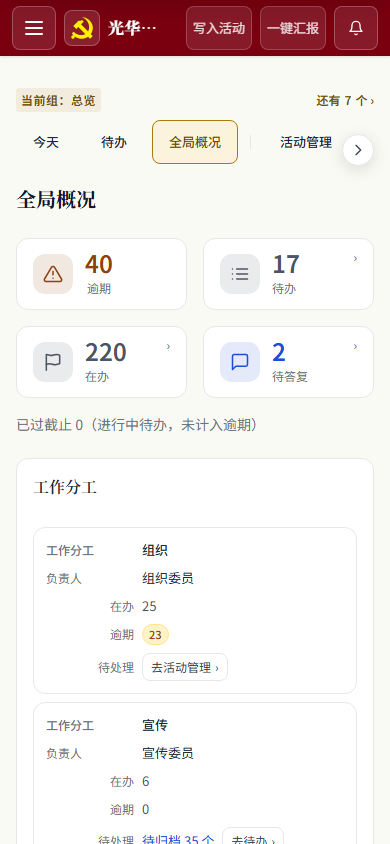 光华…
写入活动
一键汇报
当前组：总览
还有 7 个 ›
今天
待办
全局概况
活动管理
全局概况
40
逾期
17
待办
220
在办
2
待答复
已过截止 0（进行中待办，未计入逾期）
工作分工
工作分工 组织
负责人 组织委员
在办 25
逾期 23
待处理 去活动管理 ›
工作分工 宣传
负责人 宣传委员
在办 6
逾期 0
待处理 待归档 35 个 去待办 ›